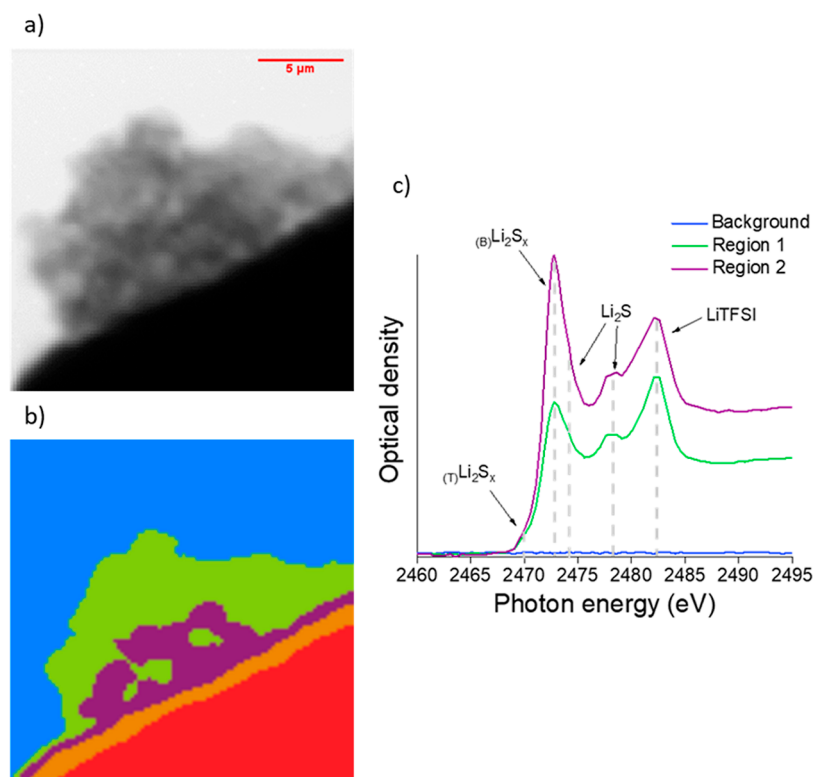 a)
5 µm
b)
c)
Background
Region 1
Region 2
(B)Li2Sx
Li2S
LiTFSI
(T)Li2Sx
Optical density
2460 2465 2470 2475 2480 2485 2490 2495
Photon energy (eV)